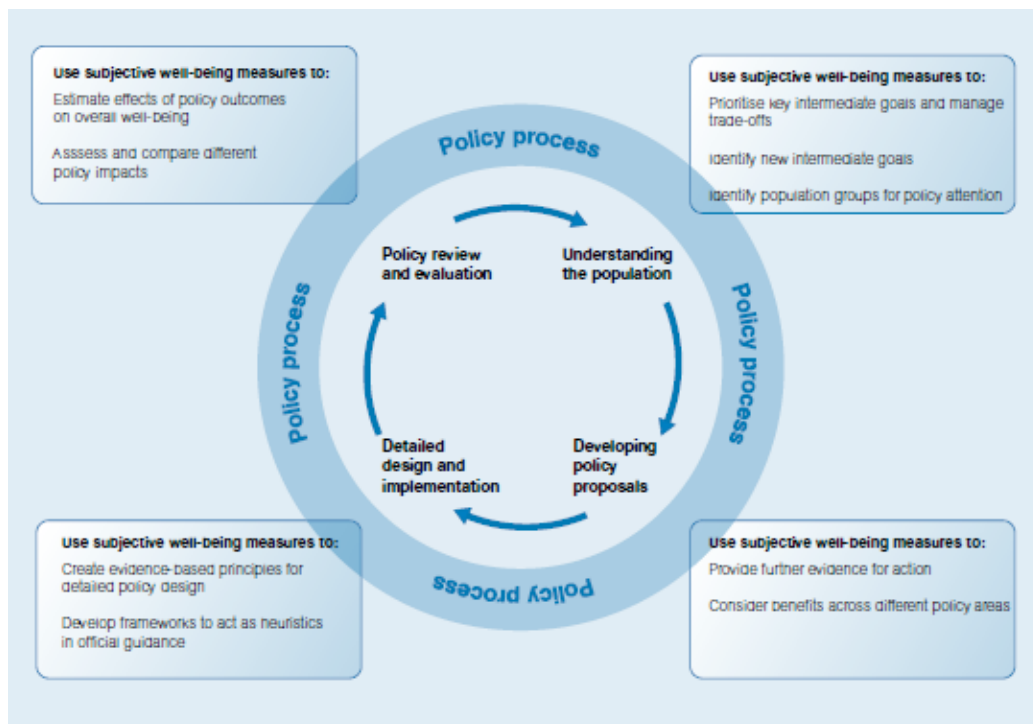 Use subjective well-being measures to:
Estimate effects of policy outcomes
on overall well-being
Asssess and compare different
policy impacts
Use subjective well-being measures to:
Prioritise key intermediate goals and manage
trade-offs
Identify new intermediate goals
Identify population groups for policy attention
Policy process
Policy review
and evaluation
Understanding
the population
Policy process
Policy process
Detailed
design and
implementation
Developing
policy
proposals
Policy process
Use subjective well-being measures to:
Create evidence-based principies for
detailed policy design
Develop frameworks to act as neuristics
in official guidance
Use subjective well-being measures to:
Provide further evidence for action
Consider benefits across different policy areas